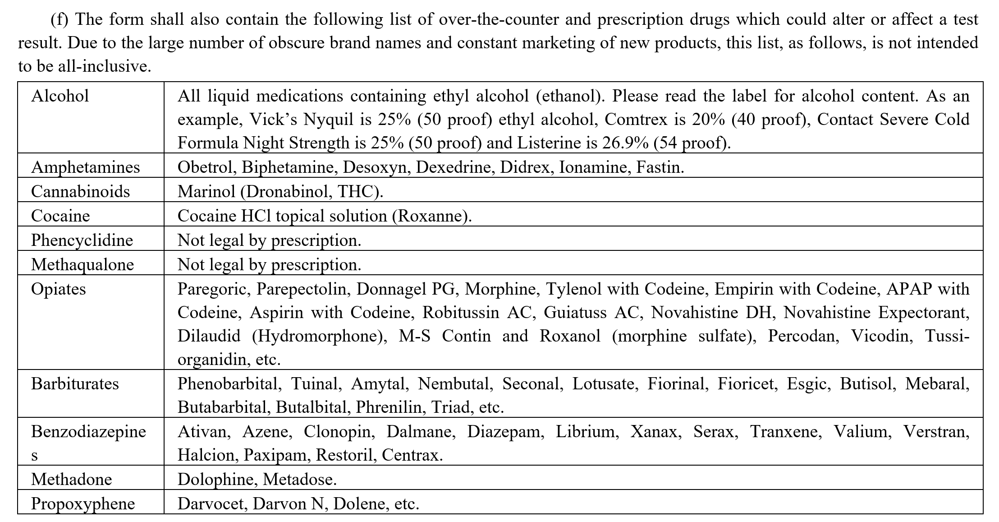 (f) The form shall also contain the following list of over-the-counter and prescription drugs which could alter or affect a test
result. Due to the large number of obscure brand names and constant marketing of new products, this list, as follows, is not intended
to be all-inclusive.
Alcohol
All liquid medications containing ethyl alcohol (ethanol). Please read the label for alcohol content. As an
example, Vick’s Nyquil is 25% (50 proof) ethyl alcohol, Comtrex is 20% (40 proof), Contact Severe Cold
Formula Night Strength is 25% (50 proof) and Listerine is 26.9% (54 proof).
Amphetamines
Obetrol, Biphetamine, Desoxyn, Dexedrine, Didrex, Ionamine, Fastin.
Cannabinoids
Marinol (Dronabinol, THC).
Cocaine
Cocaine HCl topical solution (Roxanne).
Phencyclidine
Not legal by prescription.
Methaqualone
Not legal by prescription.
Opiates
Paregoric, Parepectolin, Donnagel PG, Morphine, Tylenol with Codeine, Empirin with Codeine, APAP with
Codeine, Aspirin with Codeine, Robitussin AC, Guiatuss AC, Novahistine DH, Novahistine Expectorant,
Dilaudid (Hydromorphone), M-S Contin and Roxanol (morphine sulfate), Percodan, Vicodin, Tussi-
organidin, etc.
Barbiturates
Phenobarbital, Tuinal, Amytal, Nembutal, Seconal, Lotusate, Fiorinal, Fioricet, Esgic, Butisol, Mebaral,
Butabarbital, Butalbital, Phrenilin, Triad, etc.
Benzodiazepine
s
Ativan, Azene, Clonopin, Dalmane, Diazepam, Librium, Xanax, Serax, Tranxene, Valium, Verstran,
Halcion, Paxipam, Restoril, Centrax.
Methadone
Dolophine, Metadose.
Propoxyphene
Darvocet, Darvon N, Dolene, etc.